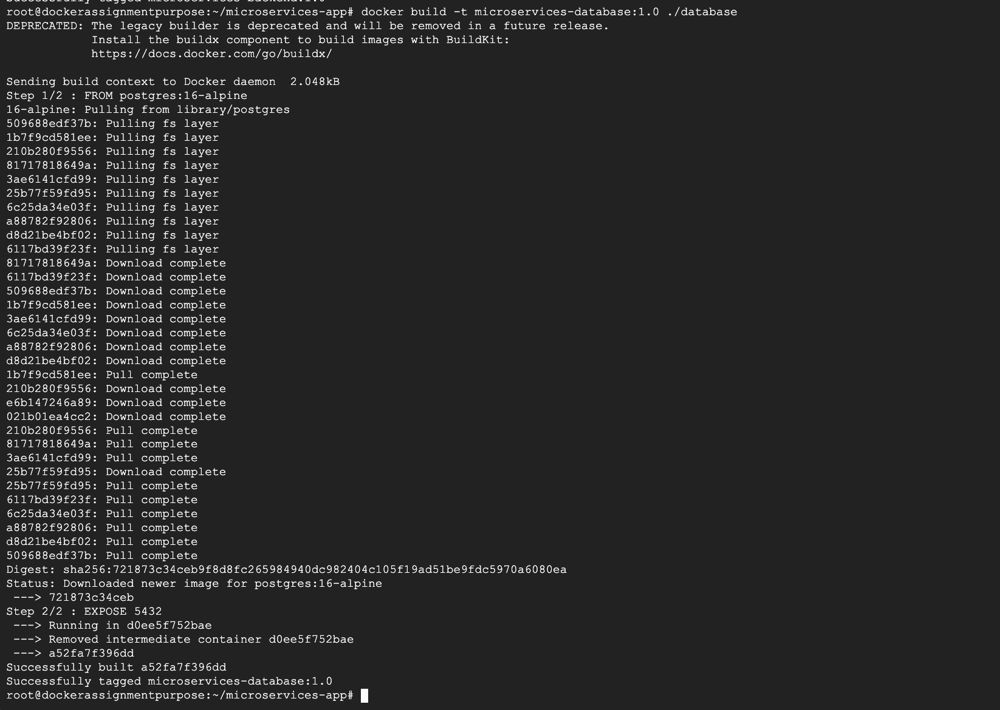 Successfully tagged microservices-backend:1.0
root@dockerassignmentpurpose:~/microservices-app# docker build -t microservices-database:1.0 ./database
DEPRECATED: The legacy builder is deprecated and will be removed in a future release.
            Install the buildx component to build images with BuildKit:
            https://docs.docker.com/go/buildx/

Sending build context to Docker daemon  2.048kB
Step 1/2 : FROM postgres:16-alpine
16-alpine: Pulling from library/postgres
509688edf37b: Pulling fs layer
1b7f9cd581ee: Pulling fs layer
210b280f9556: Pulling fs layer
81717818649a: Pulling fs layer
3ae6141cfd99: Pulling fs layer
25b77f59fd95: Pulling fs layer
6c25da34e03f: Pulling fs layer
a88782f92806: Pulling fs layer
d8d21be4bf02: Pulling fs layer
6117bd39f23f: Pulling fs layer
81717818649a: Download complete
6117bd39f23f: Download complete
509688edf37b: Download complete
1b7f9cd581ee: Download complete
3ae6141cfd99: Download complete
6c25da34e03f: Download complete
a88782f92806: Download complete
d8d21be4bf02: Download complete
1b7f9cd581ee: Pull complete
210b280f9556: Download complete
e6b147246a89: Download complete
021b01ea4cc2: Download complete
210b280f9556: Pull complete
81717818649a: Pull complete
3ae6141cfd99: Pull complete
25b77f59fd95: Download complete
25b77f59fd95: Pull complete
6117bd39f23f: Pull complete
6c25da34e03f: Pull complete
a88782f92806: Pull complete
d8d21be4bf02: Pull complete
509688edf37b: Pull complete
Digest: sha256:721873c34ceb9f8d8fc265984940dc982404c105f19ad51be9fdc5970a6080ea
Status: Downloaded newer image for postgres:16-alpine
 ---> 721873c34ceb
Step 2/2 : EXPOSE 5432
 ---> Running in d0ee5f752bae
 ---> Removed intermediate container d0ee5f752bae
 ---> a52fa7f396dd
Successfully built a52fa7f396dd
Successfully tagged microservices-database:1.0
root@dockerassignmentpurpose:~/microservices-app#